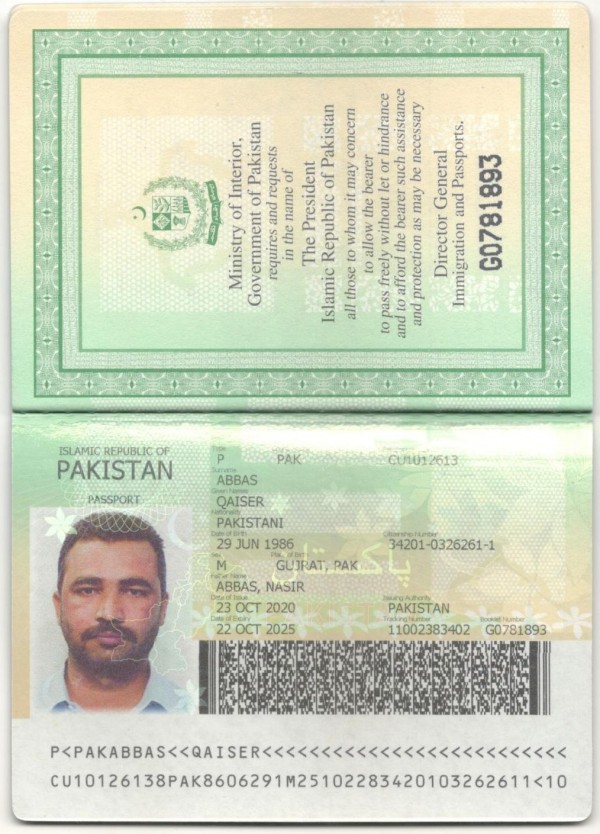 Ministry of Interior,
Government of Pakistan
requires and requests
in the name of
The President
Islamic Republic of Pakistan
all those to whom it may concern
to allow the bearer
to pass freely without let or hindrance
and to afford the bearer such assistance
and protection as may be necessary
Director General
Immigration and Passports.
G0781893
ISLAMIC REPUBLIC OF
PAKISTAN
PASSPORT
Type
P PAK CU1012613
Surname
ABBAS
Given Names
QAISER
Nationality
PAKISTANI
Date of Birth Citizenship Number
29 JUN 1986 34201-0326261-1
Sex Place of Birth
M GUJRAT, PAK
پاکستان
Father Name
ABBAS, NASIR
Date of Issue Issuing Authority
23 OCT 2020 PAKISTAN
Date of Expiry Tracking Number Booklet Number
22 OCT 2025 11002383402 G0781893
P<PAKABBAS<<QAISER<<<<<<<<<<<<<<<<<<<<<<<<<<
CU10126138PAK8606291M25102283420103262611<10